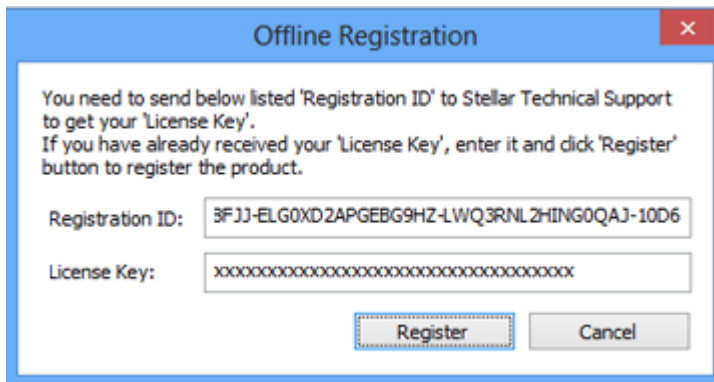 Offline Registration
You need to send below listed 'Registration ID' to Stellar Technical Support
to get your 'License Key'.
If you have already received your 'License Key', enter it and click 'Register'
button to register the product.
Registration ID: 3FJJ-ELG0XD2APGEBG9HZ-LWQ3RNL2HING0QAJ-10D6
License Key: xxxxxxxxxxxxxxxxxxxxxxxxxxxxxxxxxx
Register Cancel